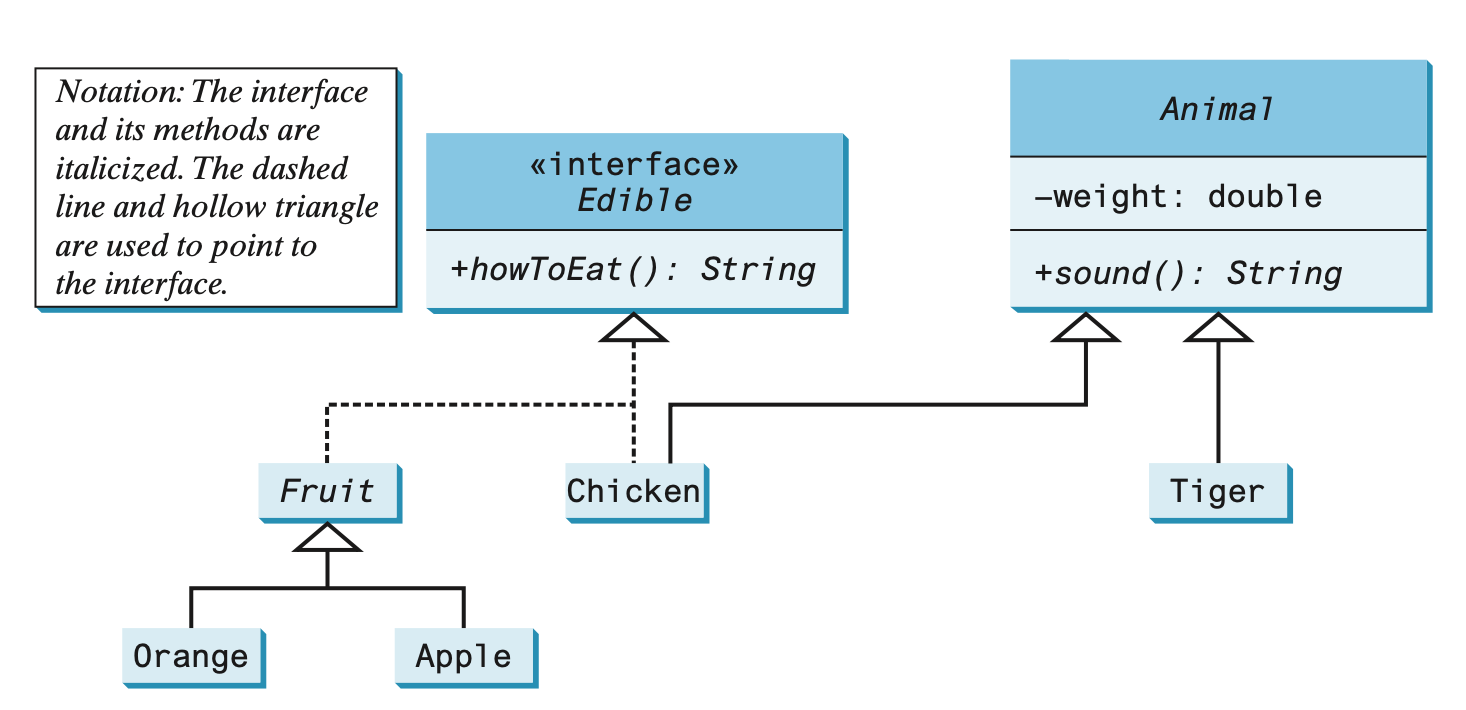 Notation: The interface
and its methods are
italicized. The dashed
line and hollow triangle
are used to point to
the interface.
«interface»
Edible
+howToEat(): String
Animal
–weight: double
+sound(): String
Fruit
Chicken
Tiger
Orange
Apple